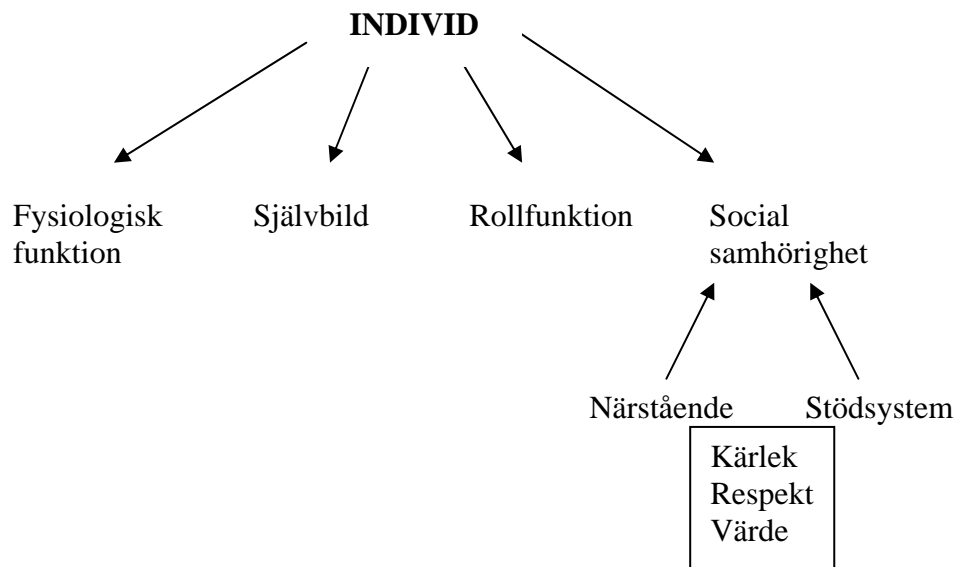 INDIVID
Fysiologisk funktion
Självbild
Rollfunktion
Social samhörighet
Närstående
Stödsystem
Kärlek
Respekt
Värde